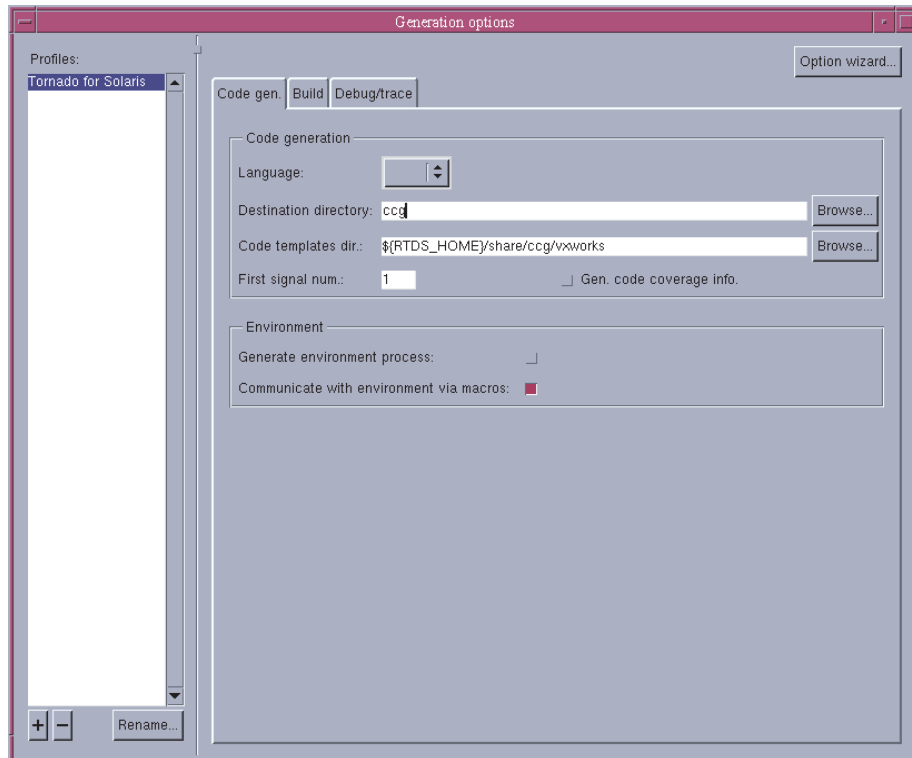 Generation options
Profiles:
Tornado for Solaris
Option wizard...
Code gen. Build Debug/trace
Code generation
Language:
Destination directory: ccg Browse...
Code templates dir.: ${RTDS_HOME}/share/ccg/vxworks Browse...
First signal num.: 1 Gen. code coverage info.
Environment
Generate environment process:
Communicate with environment via macros:
+ - Rename...